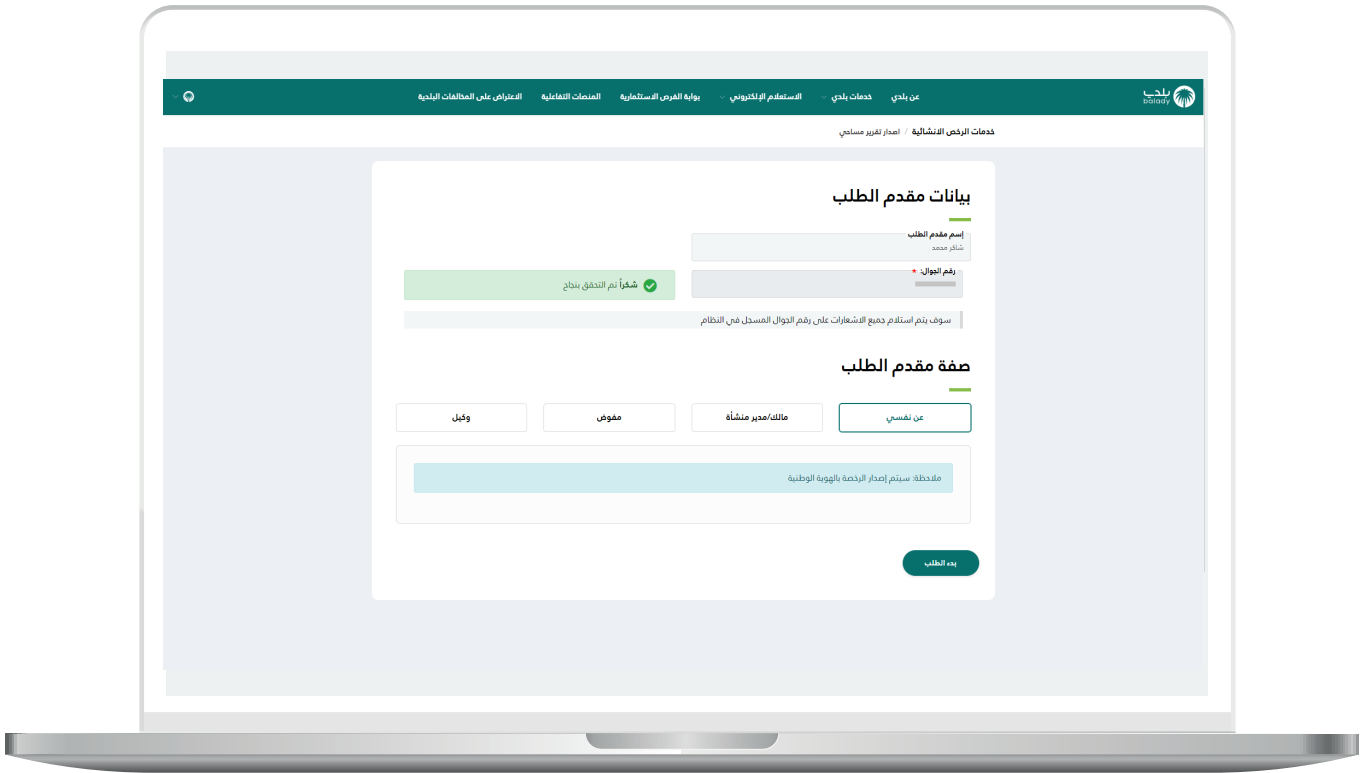 بلدي
balady
عن بلدي
خدمات بلدي
الاستعلام الإلكتروني
بوابة الفرص الاستثمارية
المنصات التفاعلية
الاعتراض على المخالفات البلدية
خدمات الرخص الانشائية / اصدار تقرير مساحي
بيانات مقدم الطلب
إسم مقدم الطلب
شاكر محمد
رقم الجوال: *
شكراً تم التحقق بنجاح
سوف يتم استلام جميع الاشعارات على رقم الجوال المسجل في النظام
صفة مقدم الطلب
عن نفسي
مالك/مدير منشأة
مفوض
وكيل
ملاحظة: سيتم إصدار الرخصة بالهوية الوطنية
بدء الطلب